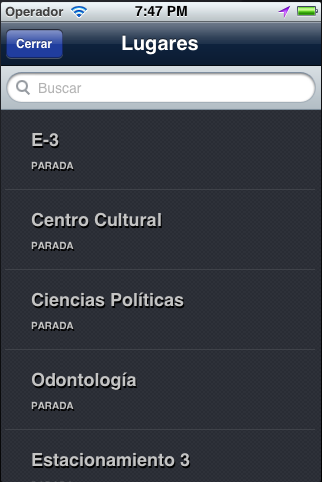 Operador 7:47 PM
Cerrar Lugares
Buscar
E-3
PARADA
Centro Cultural
PARADA
Ciencias Políticas
PARADA
Odontología
PARADA
Estacionamiento 3
PARADA